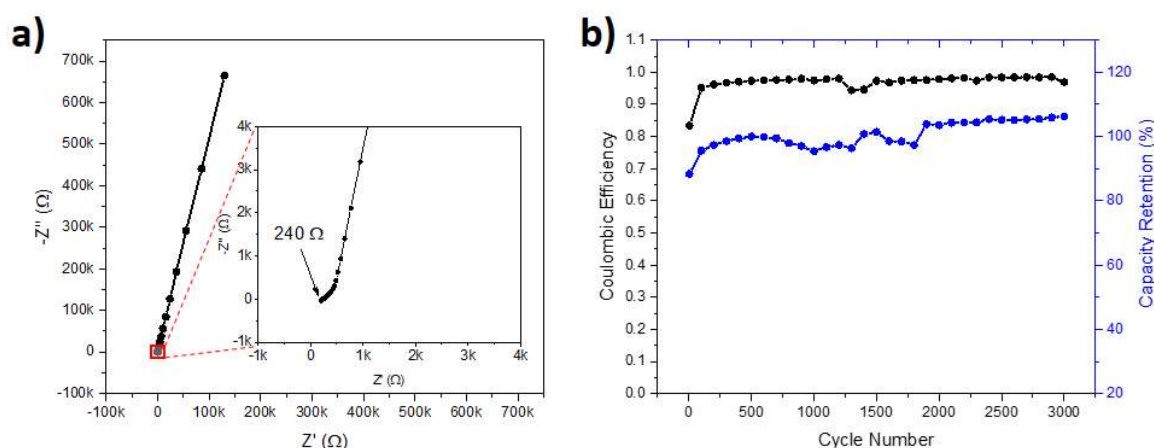 a)
700k
600k
500k
400k
300k
200k
100k
0
-100k
-Z'' (Ω)
-100k 0 100k 200k 300k 400k 500k 600k 700k
Z' (Ω)
4k
3k
2k
1k
0
-1k
-Z'' (Ω)
240 Ω
-1k 0 1k 2k 3k 4k
Z' (Ω)
b)
1.1
1.0
0.9
0.8
0.7
0.6
0.5
0.4
0.3
0.2
0.1
0.0
Coulombic Efficiency
0 500 1000 1500 2000 2500 3000
Cycle Number
120
100
80
60
40
20
Capacity Retention (%)